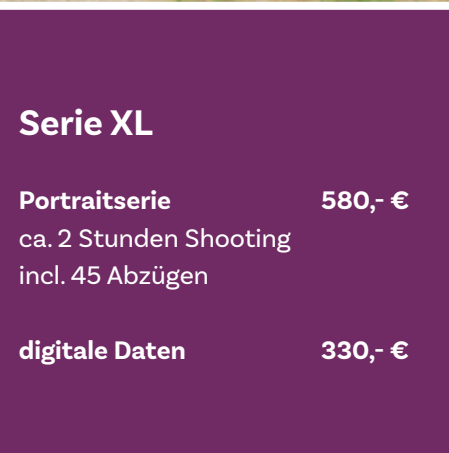 Serie XL
Portraitserie 580,- €
ca. 2 Stunden Shooting
incl. 45 Abzügen
digitale Daten 330,- €